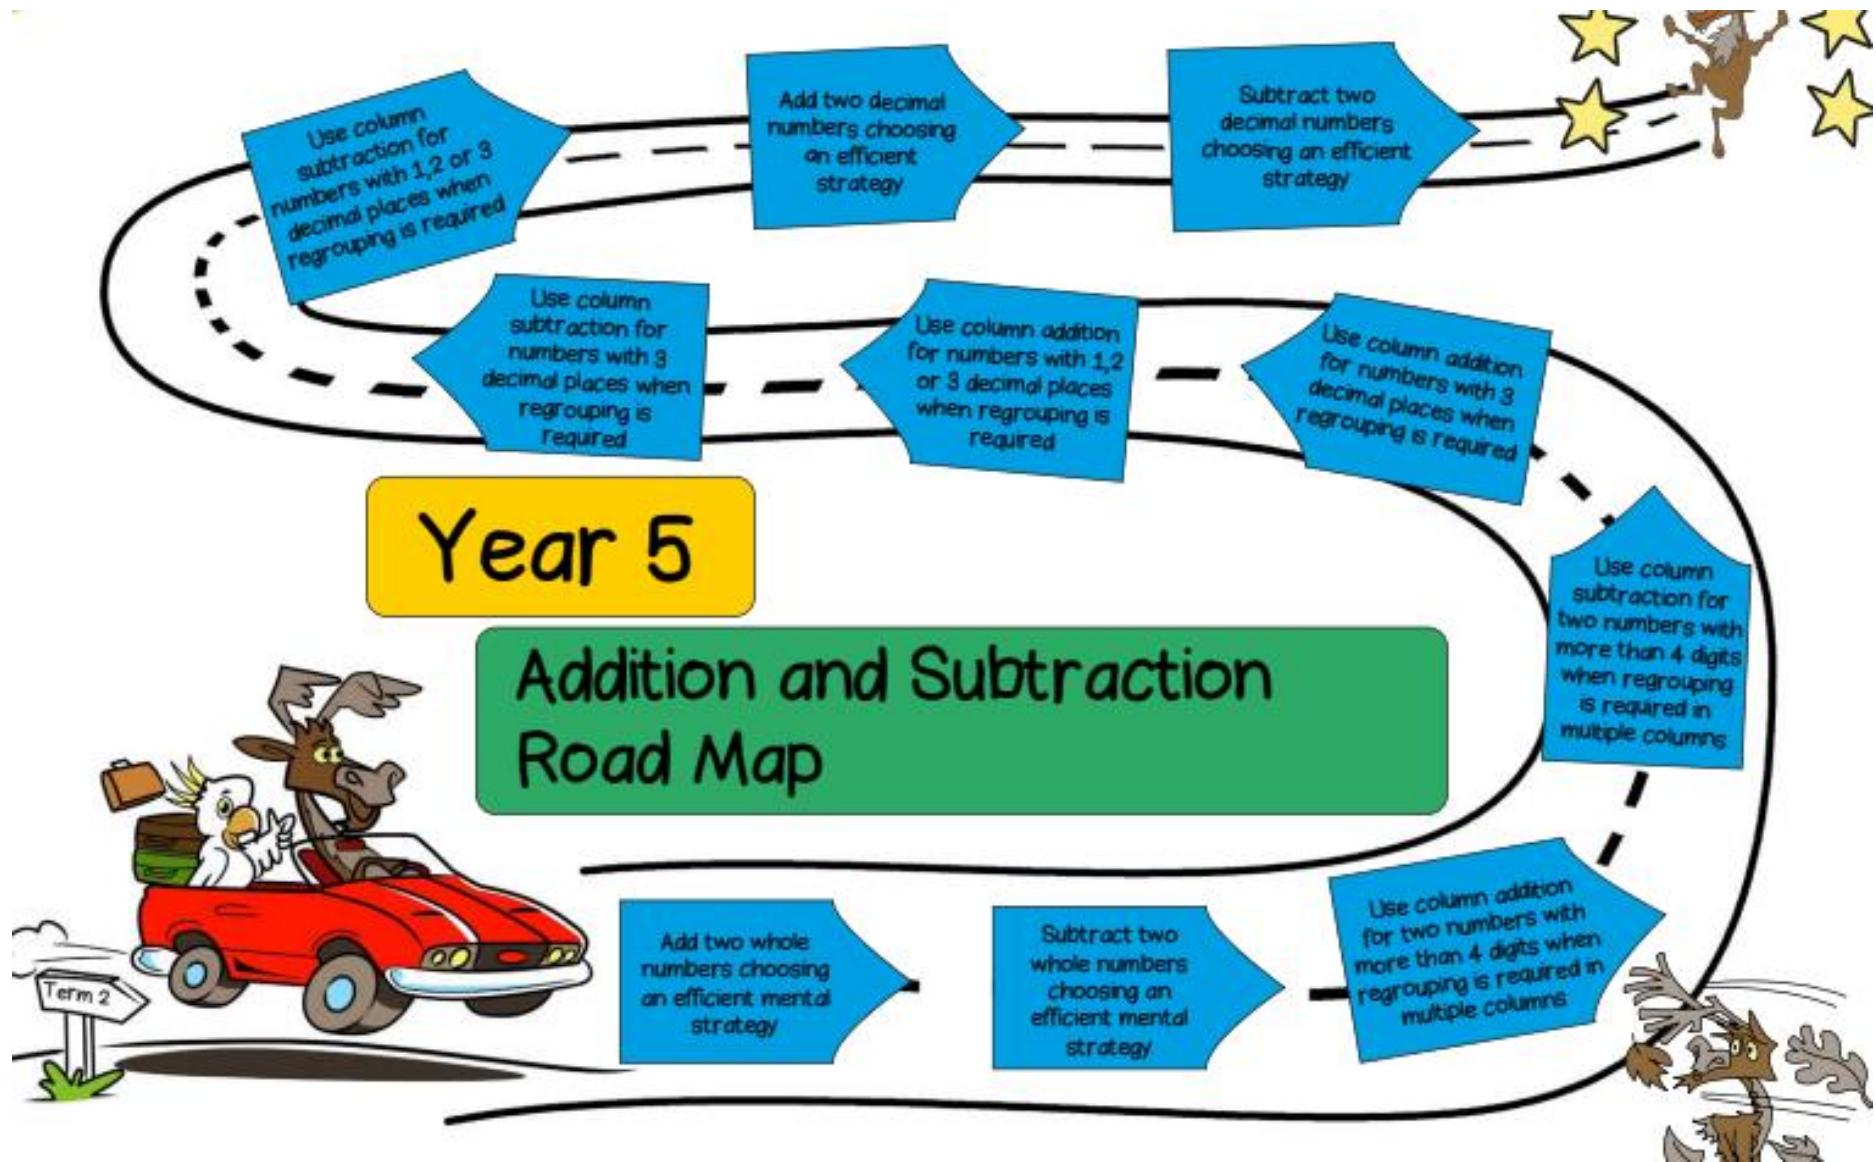 Use column
subtraction for
numbers with 1,2 or 3
decimal places when
regrouping is required
Add two decimal
numbers choosing
an efficient
strategy
Subtract two
decimal numbers
choosing an efficient
strategy
Use column
subtraction for
numbers with 3
decimal places when
regrouping is
required
Use column addition
for numbers with 1,2
or 3 decimal places
when regrouping is
required
Use column addition
for numbers with 3
decimal places when
regrouping is required
Year 5
Addition and Subtraction
Road Map
Use column
subtraction for
two numbers with
more than 4 digits
when regrouping
is required in
multiple columns
Term 2
Add two whole
numbers choosing
an efficient mental
strategy
Subtract two
whole numbers
choosing an
efficient mental
strategy
Use column addition
for two numbers with
more than 4 digits when
regrouping is required in
multiple columns